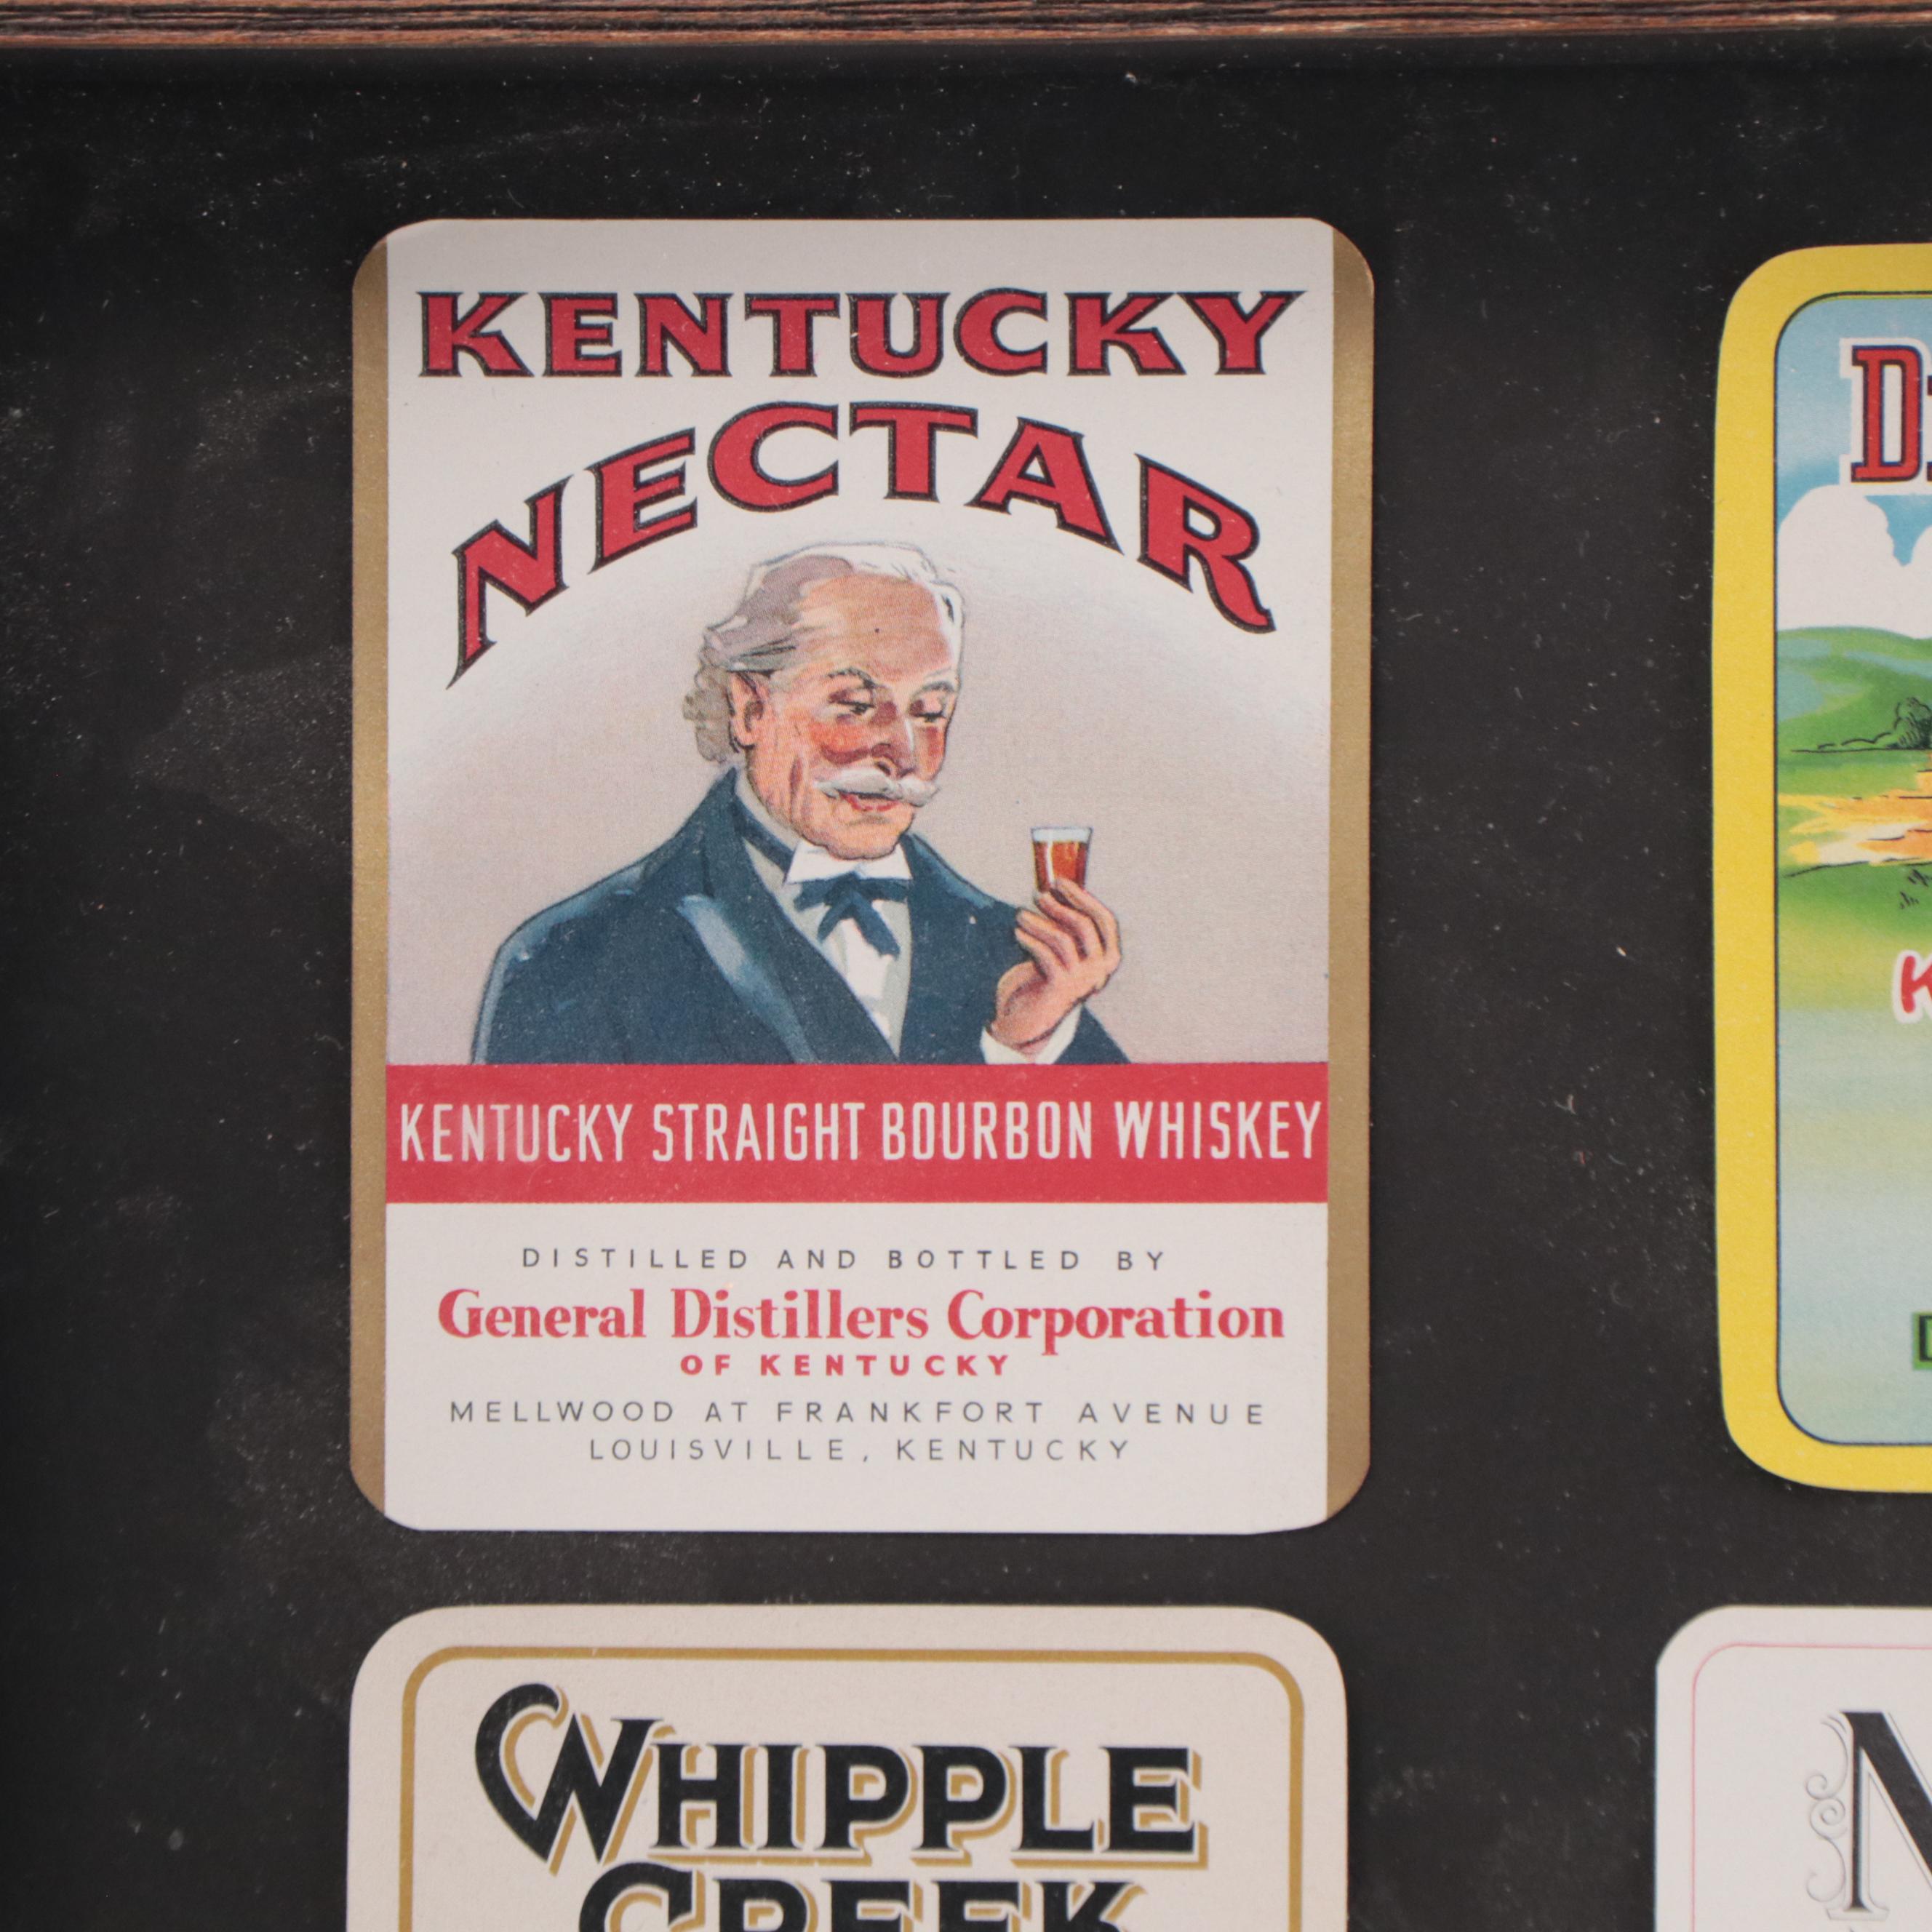 KENTUCKY
NECTAR
KENTUCKY STRAIGHT BOURBON WHISKEY
DISTILLED AND BOTTLED BY
General Distillers Corporation
OF KENTUCKY
MELLWOOD AT FRANKFORT AVENUE
LOUISVILLE, KENTUCKY
WHIPPLE
CREEK